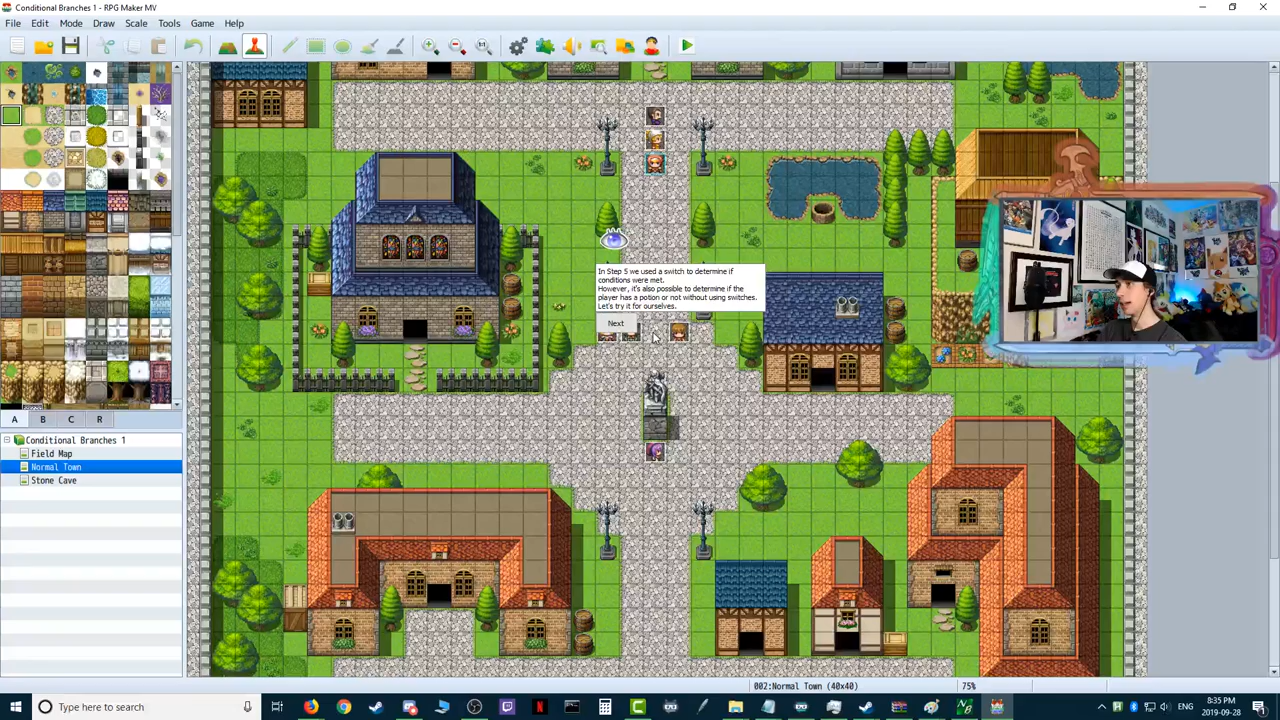 Conditional Branches 1 - RPG Maker MV
File Edit Mode Draw Scale Tools Game Help
In Step 5 we used a switch to determine if
conditions were met.
However, it's also possible to determine if the
player has a potion or not without using switches.
Let's try it for ourselves.
Next
A B C R
Conditional Branches 1
Field Map
Normal Town
Stone Cave
002:Normal Town (40x40) 75%
Type here to search
ENG
8:35 PM
2019-09-28